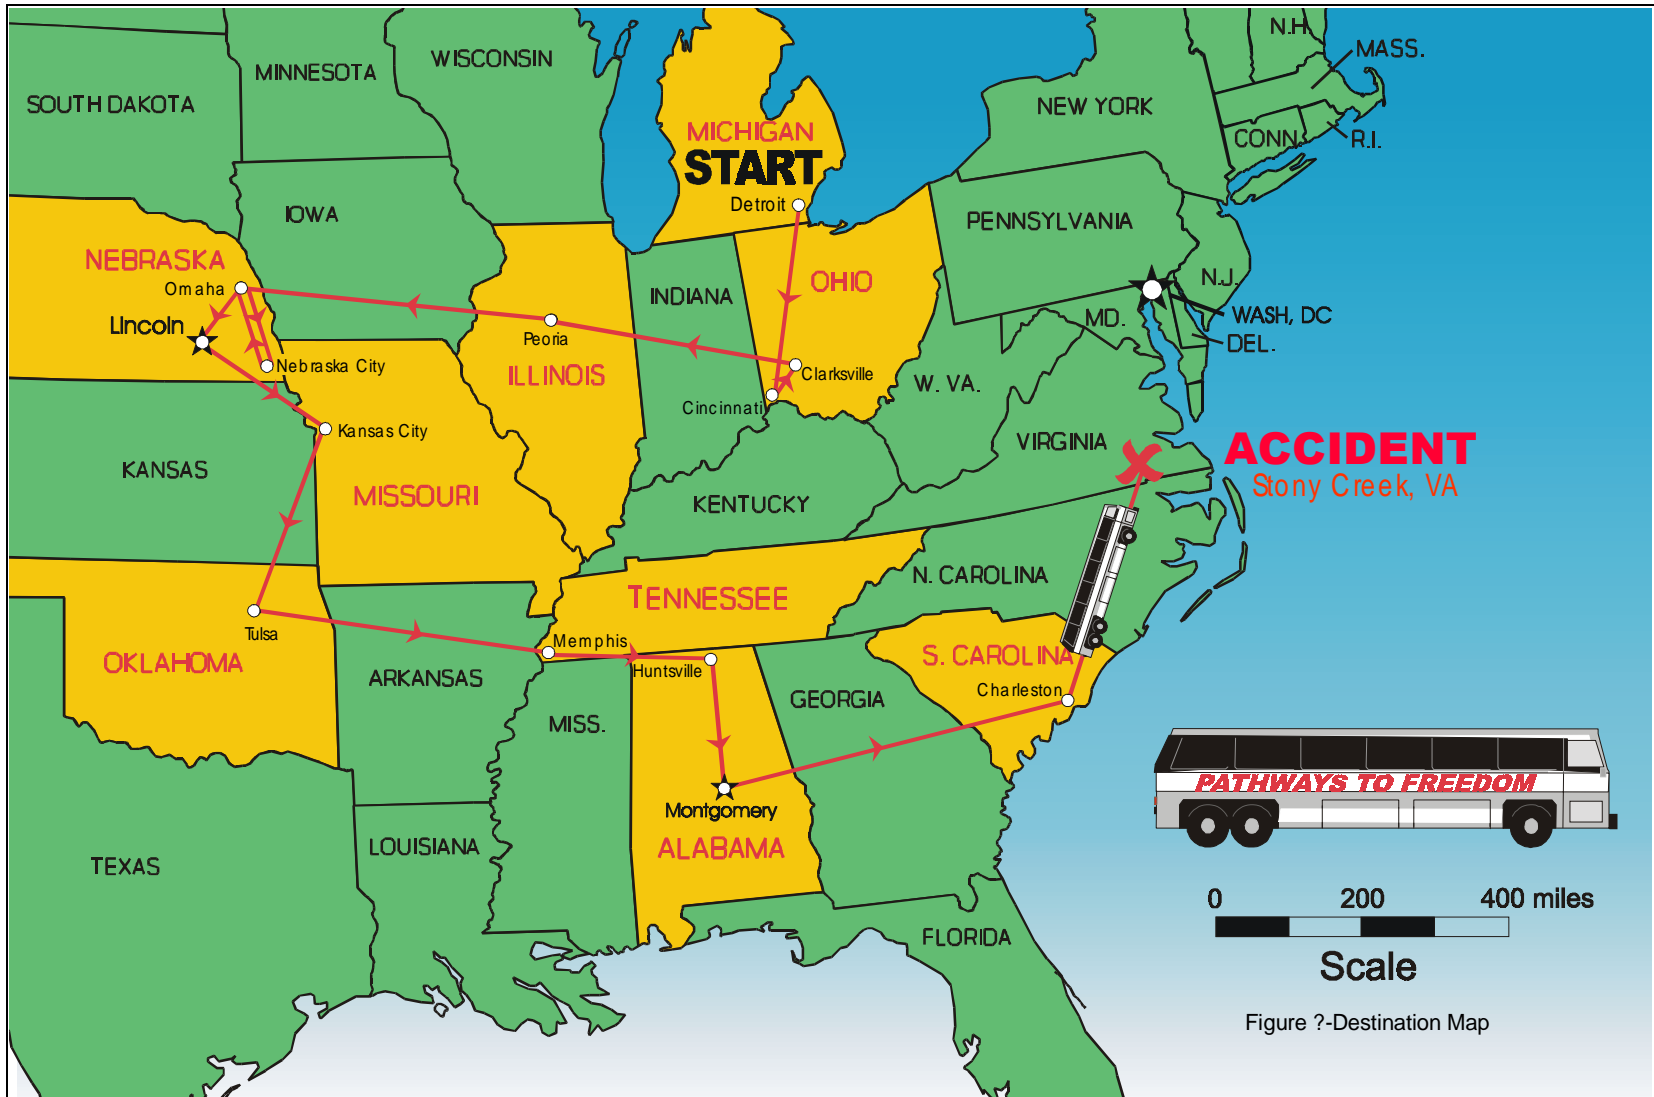 N.H.
MASS.
WISCONSIN
MINNESOTA
SOUTH DAKOTA
NEW YORK
MICHIGAN
START
CONN.
R.I.
Detroit
IOWA
PENNSYLVANIA
NEBRASKA
Omaha
OHIO
INDIANA
N.J.
WASH, DC
MD.
DEL.
Lincoln
Peoria
Nebraska City
ILLINOIS
Clarksville
W. VA.
Cincinnati
Kansas City
VIRGINIA
ACCIDENT
Stony Creek, VA
KANSAS
MISSOURI
KENTUCKY
N. CAROLINA
TENNESSEE
Tulsa
Memphis
OKLAHOMA
Huntsville
S. CAROLINA
ARKANSAS
Charleston
GEORGIA
MISS.
PATHWAYS TO FREEDOM
Montgomery
LOUISIANA
ALABAMA
TEXAS
0 200 400 miles
FLORIDA
Scale
Figure ?-Destination Map